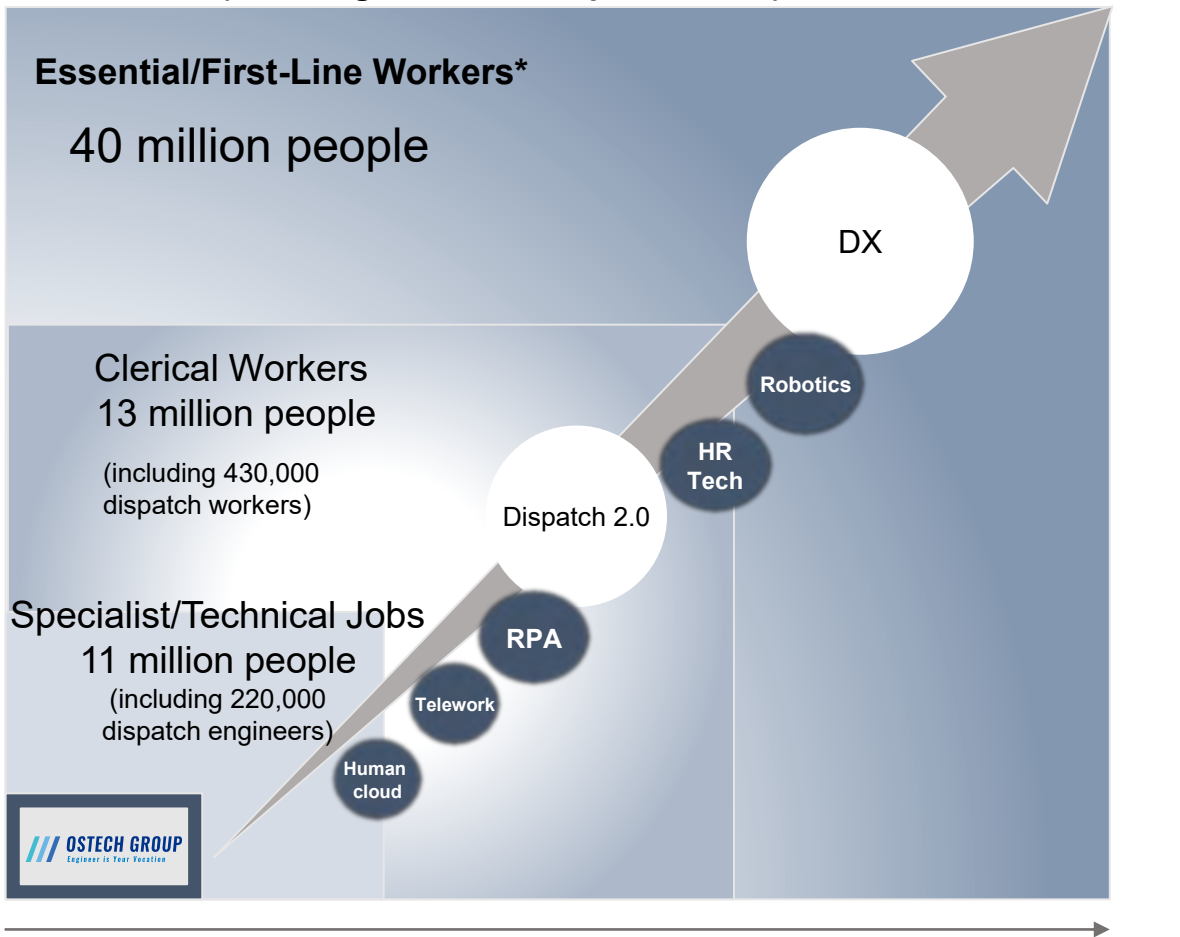 Essential/First-Line Workers*
40 million people
DX
Clerical Workers
13 million people
(including 430,000
dispatch workers)
Robotics
HR
Tech
Dispatch 2.0
Specialist/Technical Jobs
11 million people
(including 220,000
dispatch engineers)
RPA
Telework
Human
cloud
OSTECH GROUP
Engineer is Your Vocation